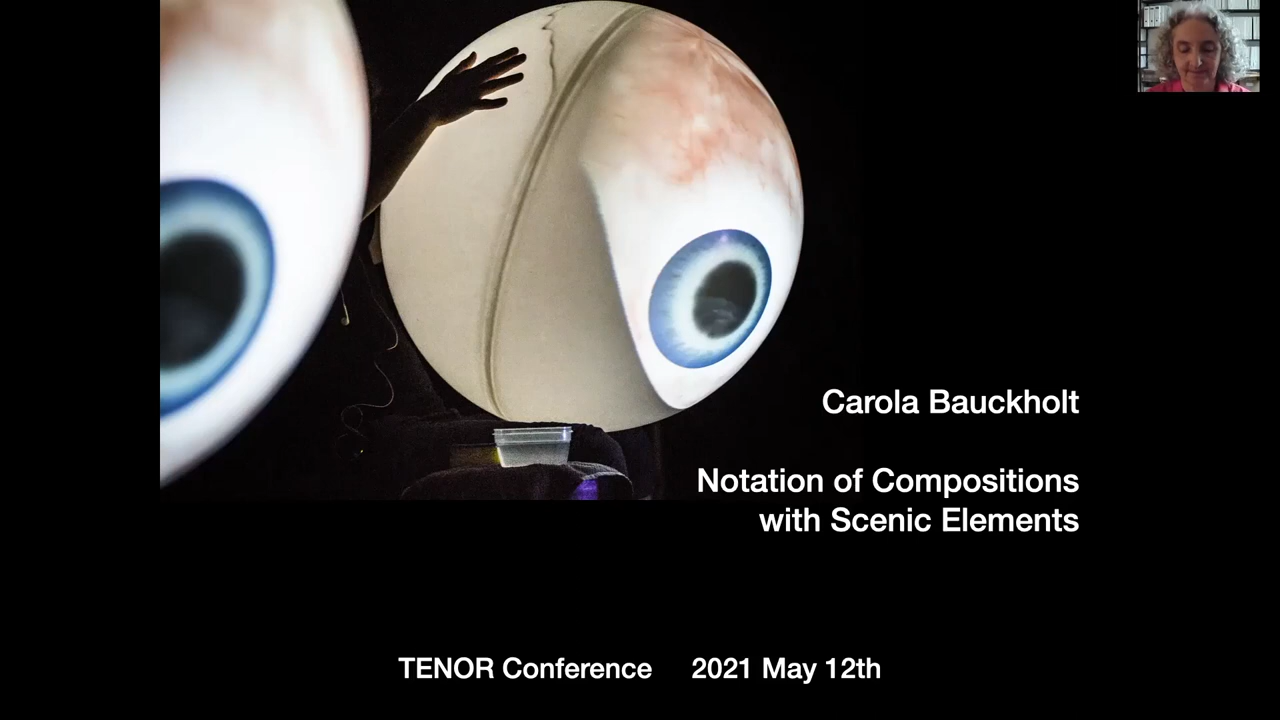 Carola Bauckholt
Notation of Compositions
with Scenic Elements
TENOR Conference 2021 May 12th